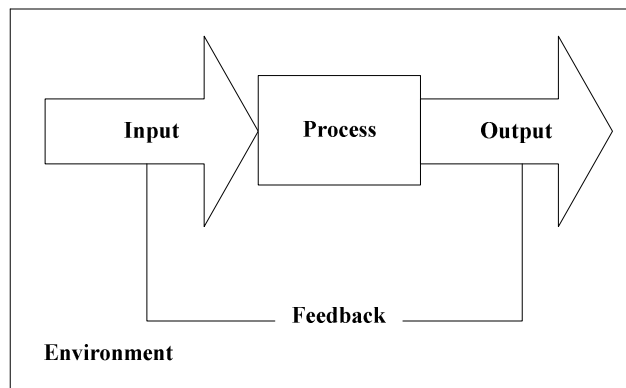 Input
Process
Output
Feedback
Environment